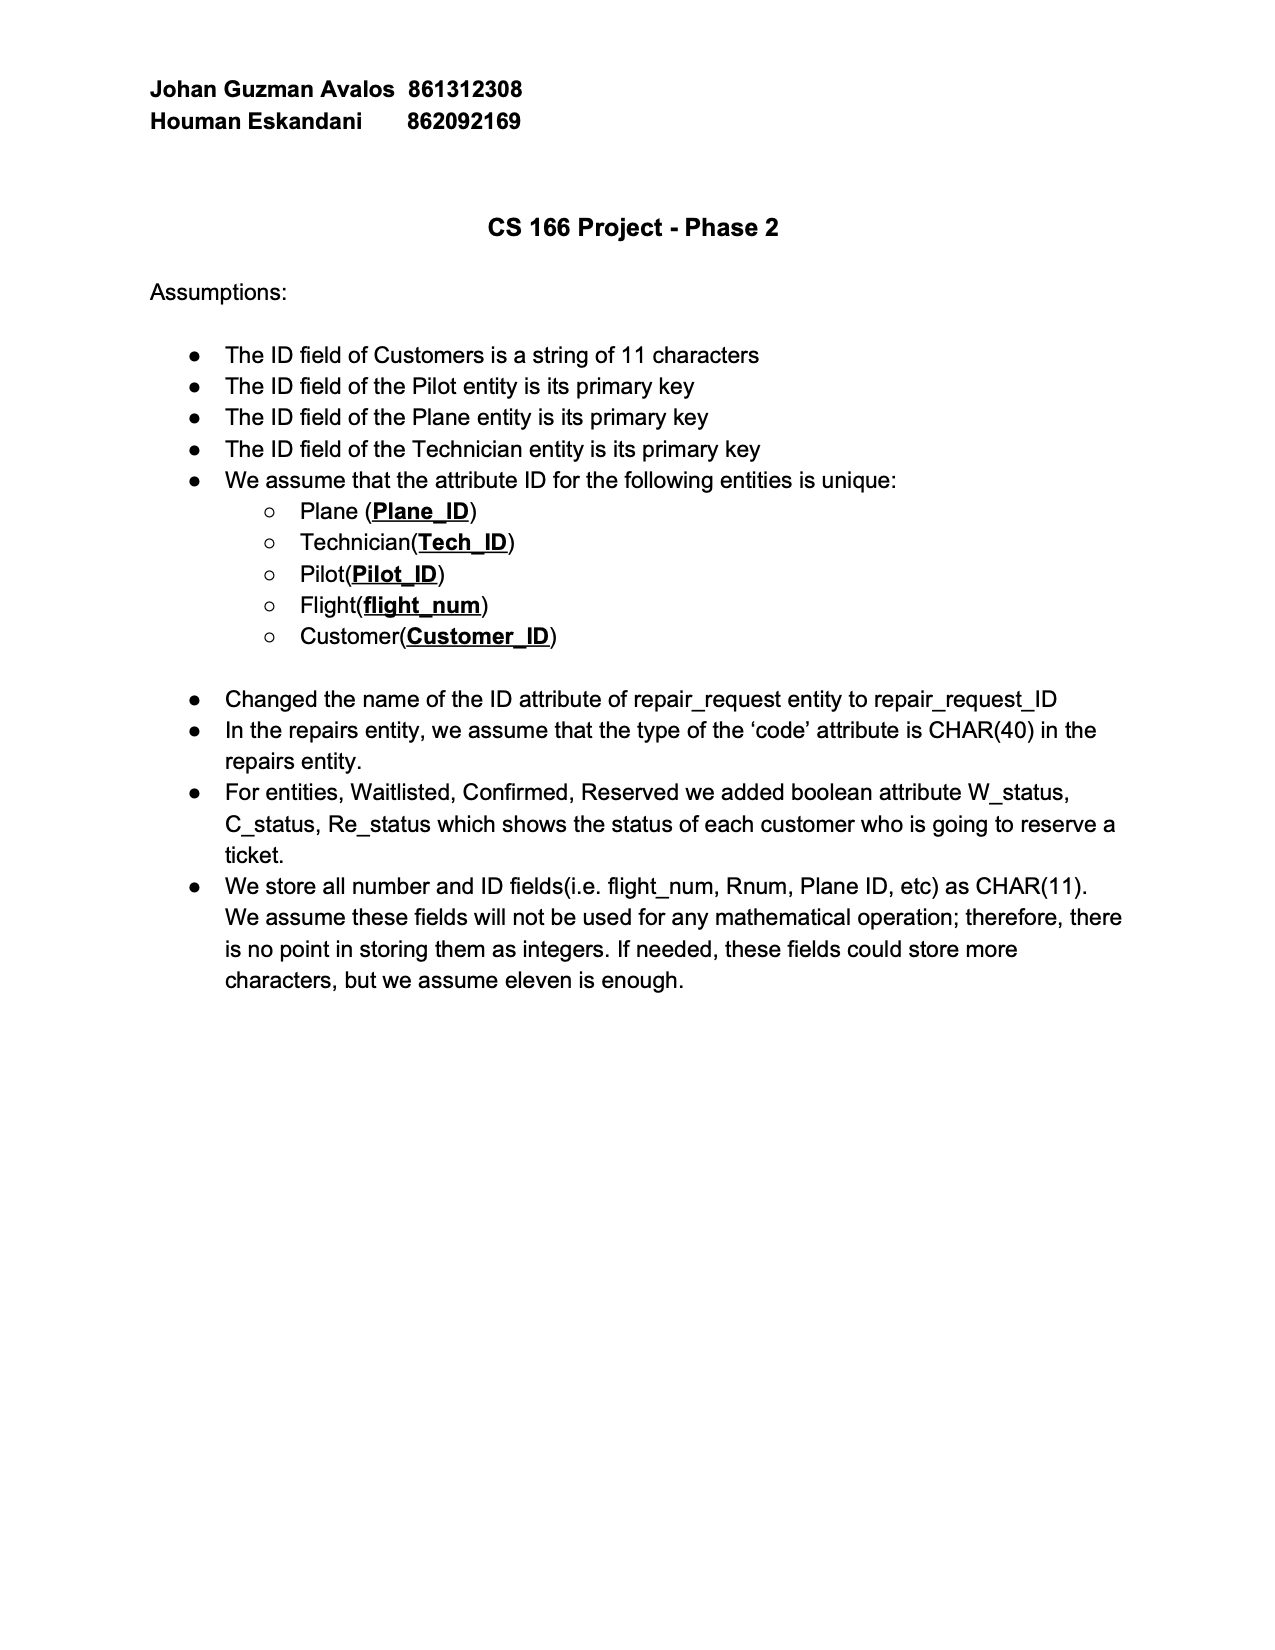 Johan Guzman Avalos 861312308
Houman Eskandani 862092169
CS 166 Project - Phase 2
Assumptions:
● The ID field of Customers is a string of 11 characters
● The ID field of the Pilot entity is its primary key
● The ID field of the Plane entity is its primary key
● The ID field of the Technician entity is its primary key
● We assume that the attribute ID for the following entities is unique:
○ Plane (Plane_ID)
○ Technician(Tech_ID)
○ Pilot(Pilot_ID)
○ Flight(flight_num)
○ Customer(Customer_ID)
● Changed the name of the ID attribute of repair_request entity to repair_request_ID
● In the repairs entity, we assume that the type of the ‘code’ attribute is CHAR(40) in the
repairs entity.
● For entities, Waitlisted, Confirmed, Reserved we added boolean attribute W_status,
C_status, Re_status which shows the status of each customer who is going to reserve a
ticket.
● We store all number and ID fields(i.e. flight_num, Rnum, Plane ID, etc) as CHAR(11).
We assume these fields will not be used for any mathematical operation; therefore, there
is no point in storing them as integers. If needed, these fields could store more
characters, but we assume eleven is enough.